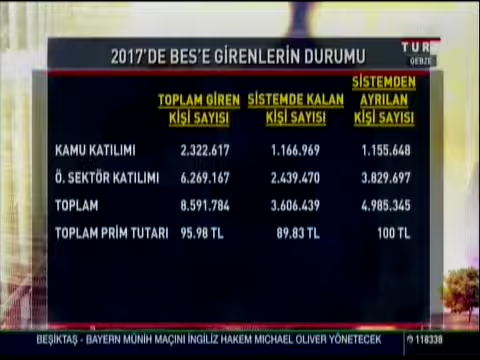 2017'DE BES'E GİRENLERİN DURUMU
TUR
GEBZE
TOPLAM GİREN KİŞİ SAYISI
SİSTEMDE KALAN KİŞİ SAYISI
SİSTEMDEN AYRILAN KİŞİ SAYISI
KAMU KATILIMI 2.322.617 1.166.969 1.155.648
Ö. SEKTÖR KATILIMI 6.269.167 2.439.470 3.829.697
TOPLAM 8.591.784 3.606.439 4.985.345
TOPLAM PRİM TUTARI 95.98 TL 89.83 TL 100 TL
BEŞİKTAŞ - BAYERN MÜNİH MAÇINI İNGİLİZ HAKEM MICHAEL OLIVER YÖNETECEK
118338